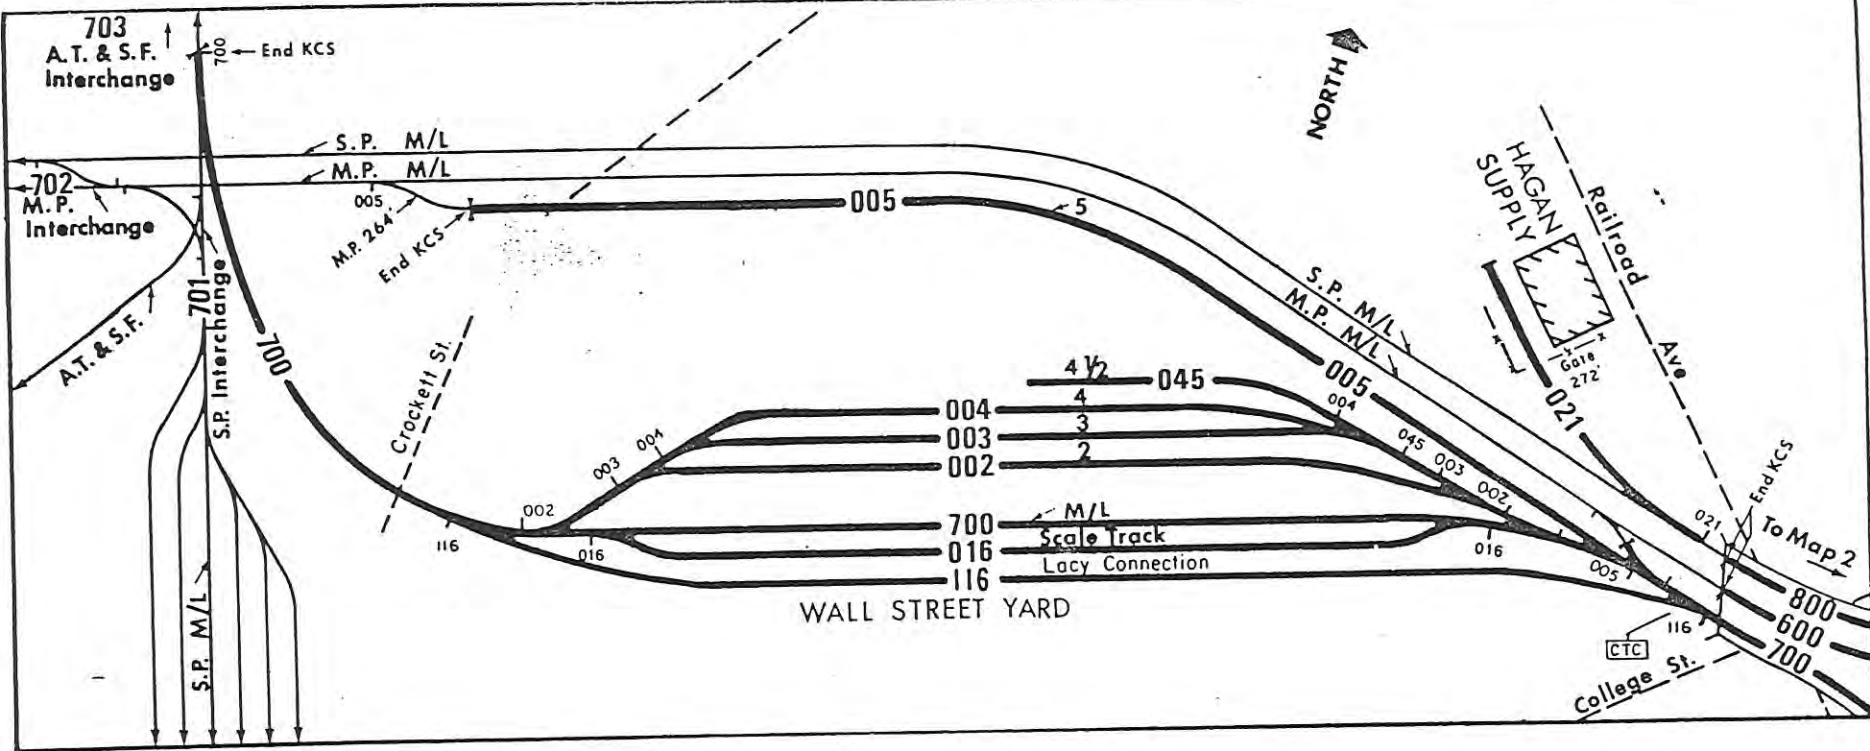 703
A.T. & S.F.
Interchange
700
End KCS
S.P. M/L
M.P. M/L
702
M.P.
Interchange
005
M.P. 264
End KCS
005
5
NORTH
HAGAN
SUPPLY
Railroad
Ave
Gate
272'
021
S.P. M/L
M.P. M/L
701
S.P. Interchange
A.T. & S.F.
700
Crockett St.
4 1/2
045
005
004
4
004
003
3
002
2
004
003
045
003
002
002
116
016
700
M/L
016
Scale Track
116
Lacy Connection
016
005
021
End KCS
To Map 2
800
600
700
116
CTC
College St.
WALL STREET YARD
S.P. M/L